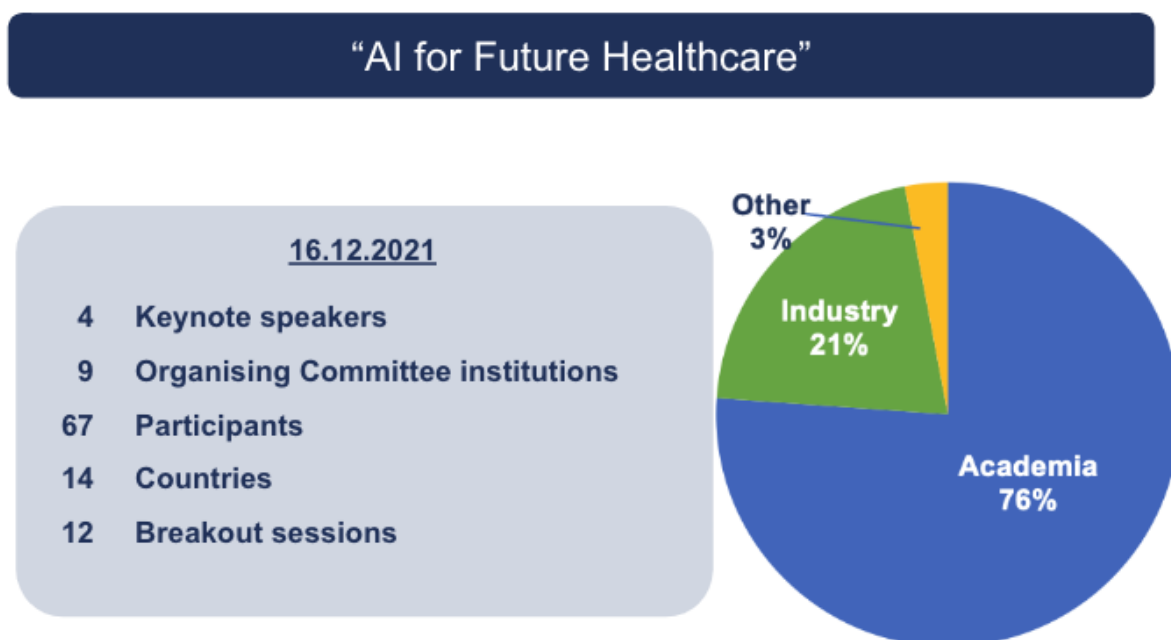 “AI for Future Healthcare”
16.12.2021
4 Keynote speakers
9 Organising Committee institutions
67 Participants
14 Countries
12 Breakout sessions
Other
3%
Industry
21%
Academia
76%